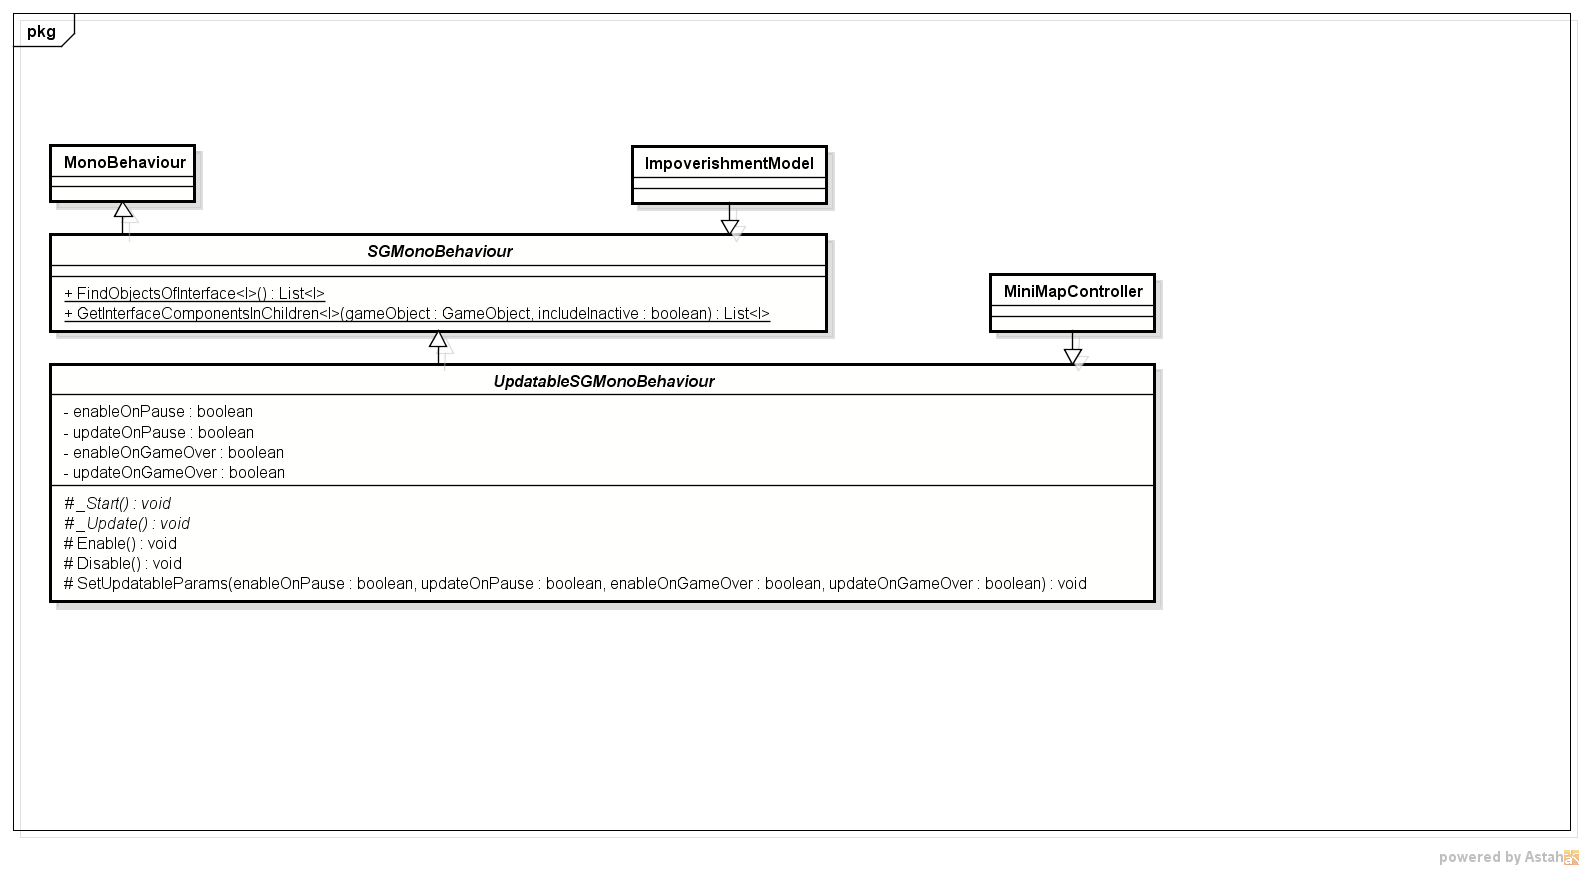 pkg
MonoBehaviour
ImpoverishmentModel
SGMonoBehaviour
+ FindObjectsOfInterface<I>() : List<I>
+ GetInterfaceComponentsInChildren<I>(gameObject : GameObject, includeInactive : boolean) : List<I>
MiniMapController
UpdatableSGMonoBehaviour
- enableOnPause : boolean
- updateOnPause : boolean
- enableOnGameOver : boolean
- updateOnGameOver : boolean
# _Start() : void
# _Update() : void
# Enable() : void
# Disable() : void
# SetUpdatableParams(enableOnPause : boolean, updateOnPause : boolean, enableOnGameOver : boolean, updateOnGameOver : boolean) : void
powered by Astah